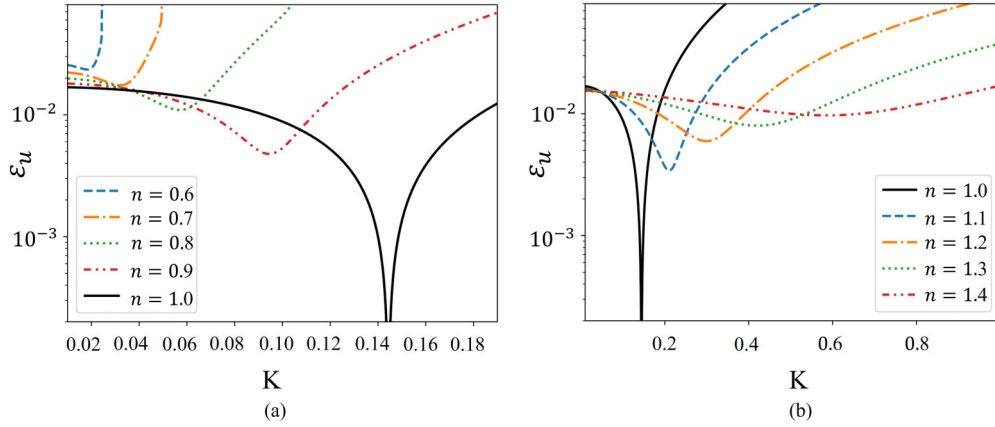 10⁻²
10⁻³
εᵤ
n = 0.6
n = 0.7
n = 0.8
n = 0.9
n = 1.0
0.02 0.04 0.06 0.08 0.10 0.12 0.14 0.16 0.18
K
(a)
10⁻²
10⁻³
εᵤ
n = 1.0
n = 1.1
n = 1.2
n = 1.3
n = 1.4
0.2 0.4 0.6 0.8
K
(b)